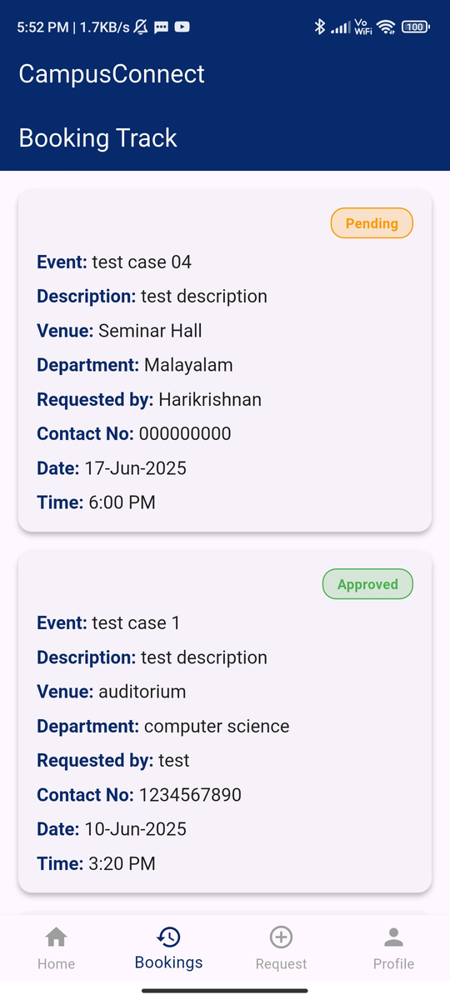 5:52 PM | 1.7KB/s
Vo
WiFi
100
CampusConnect
Booking Track
Pending
Event: test case 04
Description: test description
Venue: Seminar Hall
Department: Malayalam
Requested by: Harikrishnan
Contact No: 000000000
Date: 17-Jun-2025
Time: 6:00 PM
Approved
Event: test case 1
Description: test description
Venue: auditorium
Department: computer science
Requested by: test
Contact No: 1234567890
Date: 10-Jun-2025
Time: 3:20 PM
Home
Bookings
Request
Profile